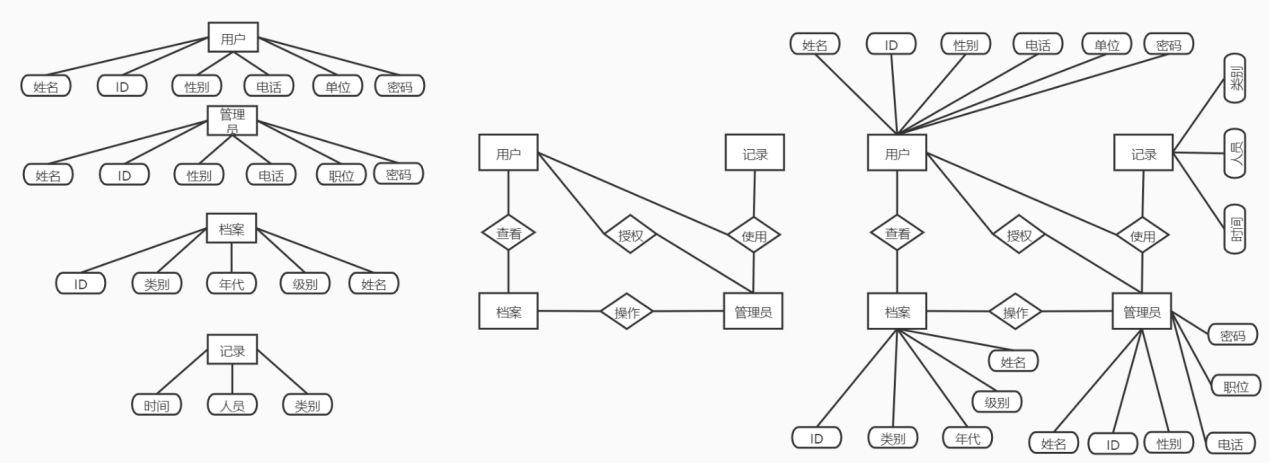 用户
姓名 ID 性别 电话 单位 密码
管理
员
姓名 ID 性别 电话 职位 密码
档案
ID 类别 年代 级别 姓名
记录
时间 人员 类别
用户 记录
查看 授权 使用
档案 操作 管理员
姓名 ID 性别 电话 单位 密码
类别
用户 记录 人员
查看 授权 使用 时间
档案 操作 管理员
密码
姓名
职位
级别
ID 类别 年代
姓名 ID 性别 电话